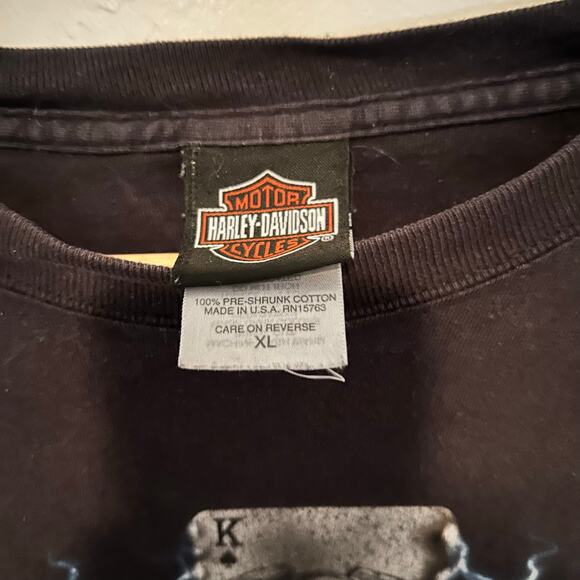 MOTOR
HARLEY-DAVIDSON
CYCLES
®
100% PRE-SHRUNK COTTON
MADE IN U.S.A. RN15763
CARE ON REVERSE
XL
K